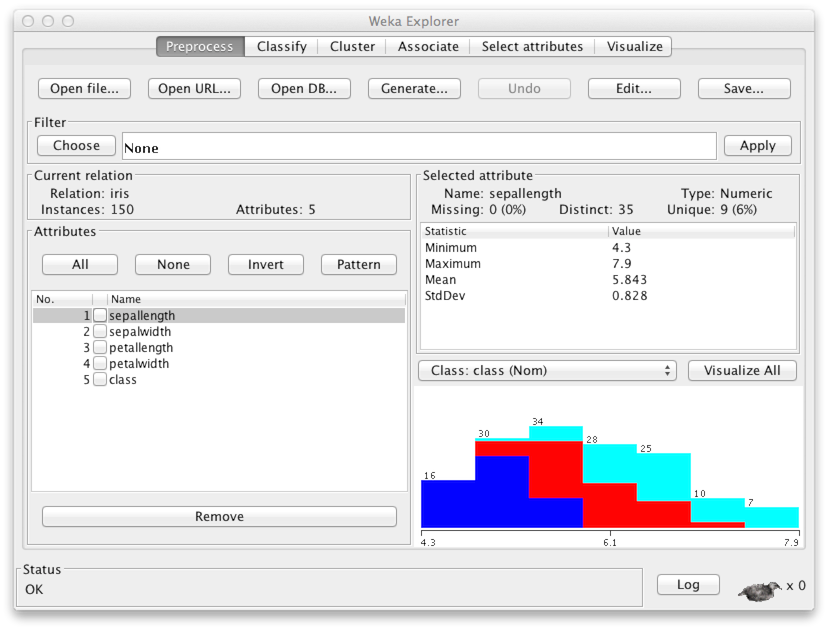 Weka Explorer
Preprocess Classify Cluster Associate Select attributes Visualize
Open file... Open URL... Open DB... Generate... Undo Edit... Save...
Filter
Choose None Apply
Current relation
Relation: iris
Instances: 150 Attributes: 5
Attributes
All None Invert Pattern
No. Name
1 sepallength
2 sepalwidth
3 petallength
4 petalwidth
5 class
Remove
Selected attribute
Name: sepallength Type: Numeric
Missing: 0 (0%) Distinct: 35 Unique: 9 (6%)
Statistic Value
Minimum 4.3
Maximum 7.9
Mean 5.843
StdDev 0.828
Class: class (Nom) Visualize All
16 30 34 28 25 10 7
4.3 6.1 7.9
Status
OK
Log x 0